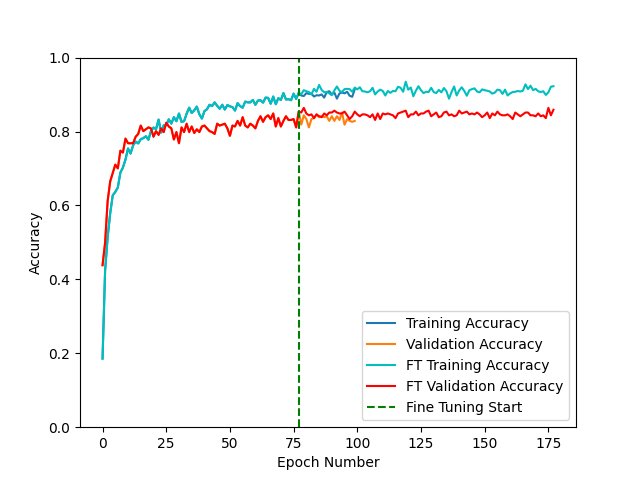 1.0
0.8
0.6
0.4
0.2
0.0
Accuracy
0 25 50 75 100 125 150 175
Epoch Number
Training Accuracy
Validation Accuracy
FT Training Accuracy
FT Validation Accuracy
Fine Tuning Start